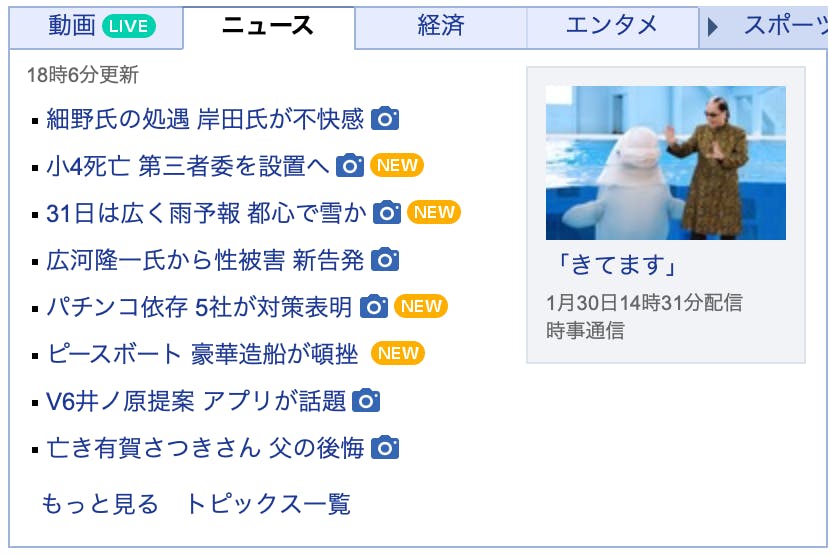 動画 LIVE ニュース 経済 エンタメ スポーツ
18時6分更新
細野氏の処遇 岸田氏が不快感
小4死亡 第三者委を設置へ NEW
31日は広く雨予報 都心で雪か NEW
広河隆一氏から性被害 新告発
パチンコ依存 5社が対策表明 NEW
ピースボート 豪華造船が頓挫 NEW
V6井ノ原提案 アプリが話題
亡き有賀さつきさん 父の後悔
もっと見る トピックス一覧
「きてます」
1月30日14時31分配信
時事通信